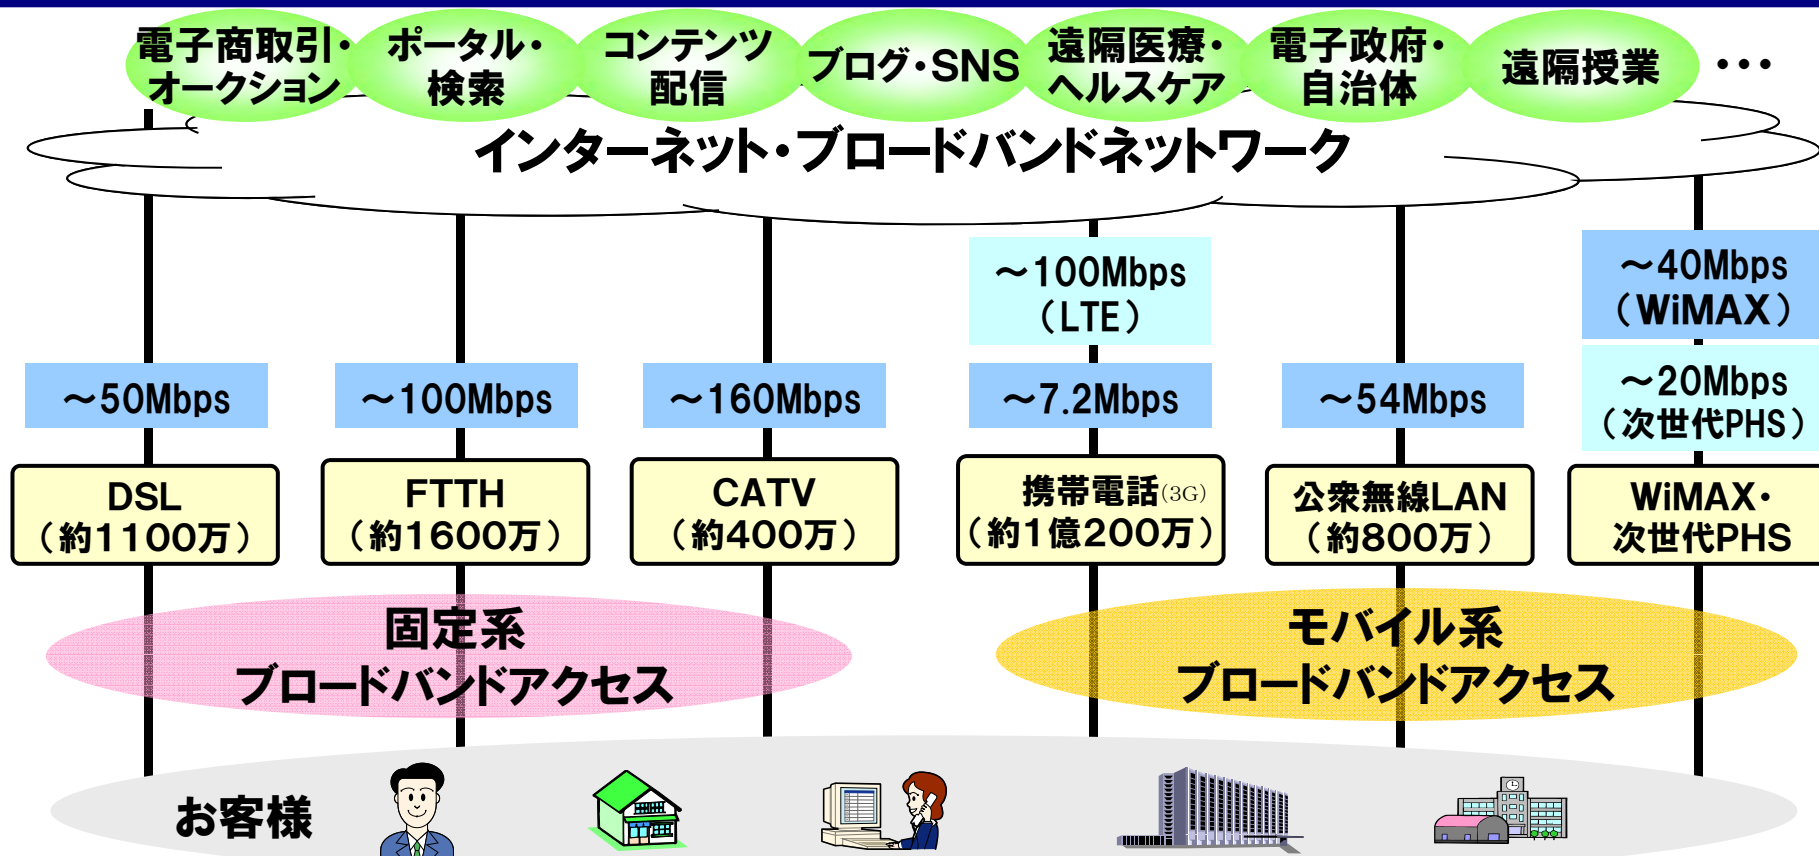 電子商取引・
オークション
ポータル・
検索
コンテンツ
配信
ブログ・SNS
遠隔医療・
ヘルスケア
電子政府・
自治体
遠隔授業
・・・
インターネット・ブロードバンドネットワーク
～100Mbps
（LTE）
～40Mbps
（WiMAX）
～50Mbps
～100Mbps
～160Mbps
～7.2Mbps
～54Mbps
～20Mbps
（次世代PHS）
DSL
（約1100万）
FTTH
（約1600万）
CATV
（約400万）
携帯電話(3G)
（約1億200万）
公衆無線LAN
（約800万）
WiMAX・
次世代PHS
固定系
ブロードバンドアクセス
モバイル系
ブロードバンドアクセス
お客様